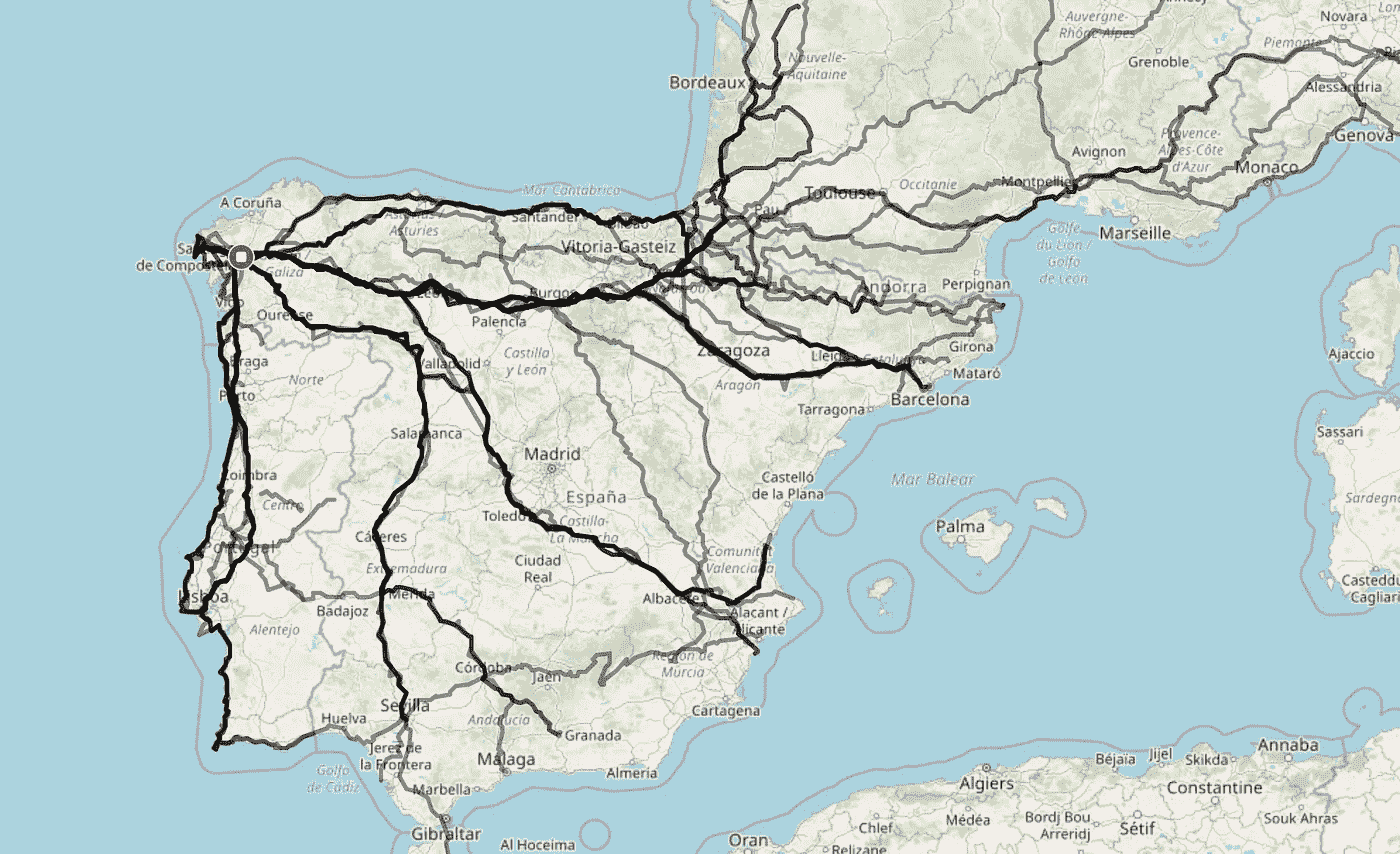 Auvergne-
Rhône-Alpes
Novara
Piemonte
Grenoble
Nouvelle-
Aquitaine
Bordeaux
Alessandria
Genova
Avignon
Provence-
Alpes-Côte
d'Azur
Monaco
Montpellier
Occitanie
Toulouse
Mar Cantábrico
A Coruña
Pau
Asturias /
Asturies
Santander
Marseille
Golfe
du Lion /
Golfo
de León
Vitoria-Gasteiz
de Compostel
Galiza
Andorra
Perpignan
Burgos
Vigo
Ourense
Palencia
Zaragoza
Lleida
Girona
Ajaccio
Braga
Valladolid
Castilla
y León
Mataró
Norte
Aragón
Barcelona
Porto
Tarragona
Salamanca
Sassari
Madrid
Coimbra
Castelló
de la Plana
Mar Balear
España
Centro
Toledo
Castilla-
La Mancha
Palma
Cáceres
Portugal
Comunitat
Valenciana
Ciudad
Real
Extremadura
Lisboa
Mérida
Albacete
Badajoz
Alacant /
Alicante
Casteddu
Cagliari
Alentejo
Región de
Murcia
Córdoba
Jaén
Sevilla
Cartagena
Huelva
Andalucía
Granada
Jerez de
la Frontera
Málaga
Almería
Golfo
de Cádiz
Marbella
Annaba
Béjaïa
Jijel
Skikda
Algiers
Constantine
Gibraltar
Al Hoceima
Oran
Chlef
Médéa
Bordj Bou
Arreridj
Sétif
Souk Ahras
Relizane